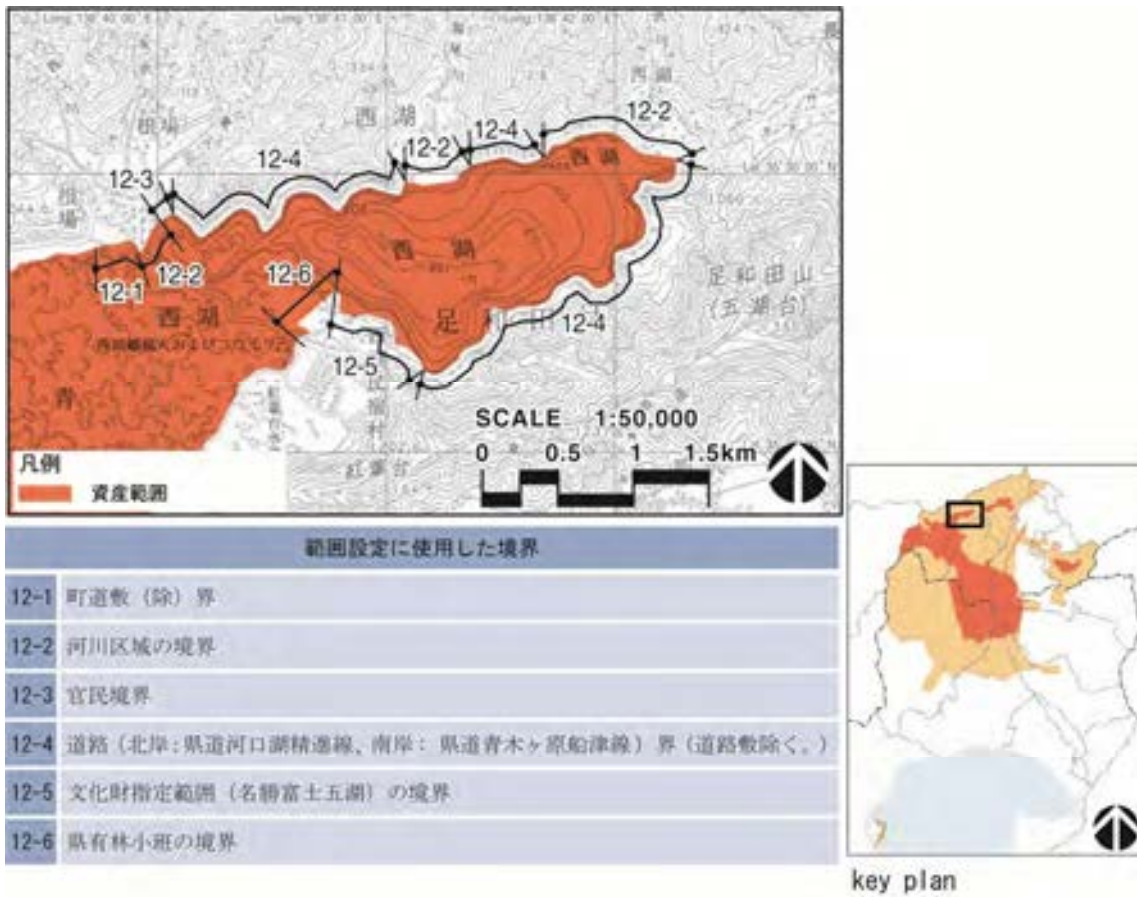 12-2
西湖
12-4
12-2
12-4
12-3
西湖
根場
西湖
12-6
足和田山
(五湖台)
12-1
12-2
西湖
12-4
12-5
青
SCALE 1:50,000
0 0.5 1 1.5km
凡例
資産範囲
範囲設定に使用した境界
12-1 町道敷（除）界
12-2 河川区域の境界
12-3 官民境界
12-4 道路（北岸：県道河口湖精進線、南岸：県道青木ヶ原船津線）界（道路敷除く。）
12-5 文化財指定範囲（名勝富士五湖）の境界
12-6 県有林小班の境界
key plan